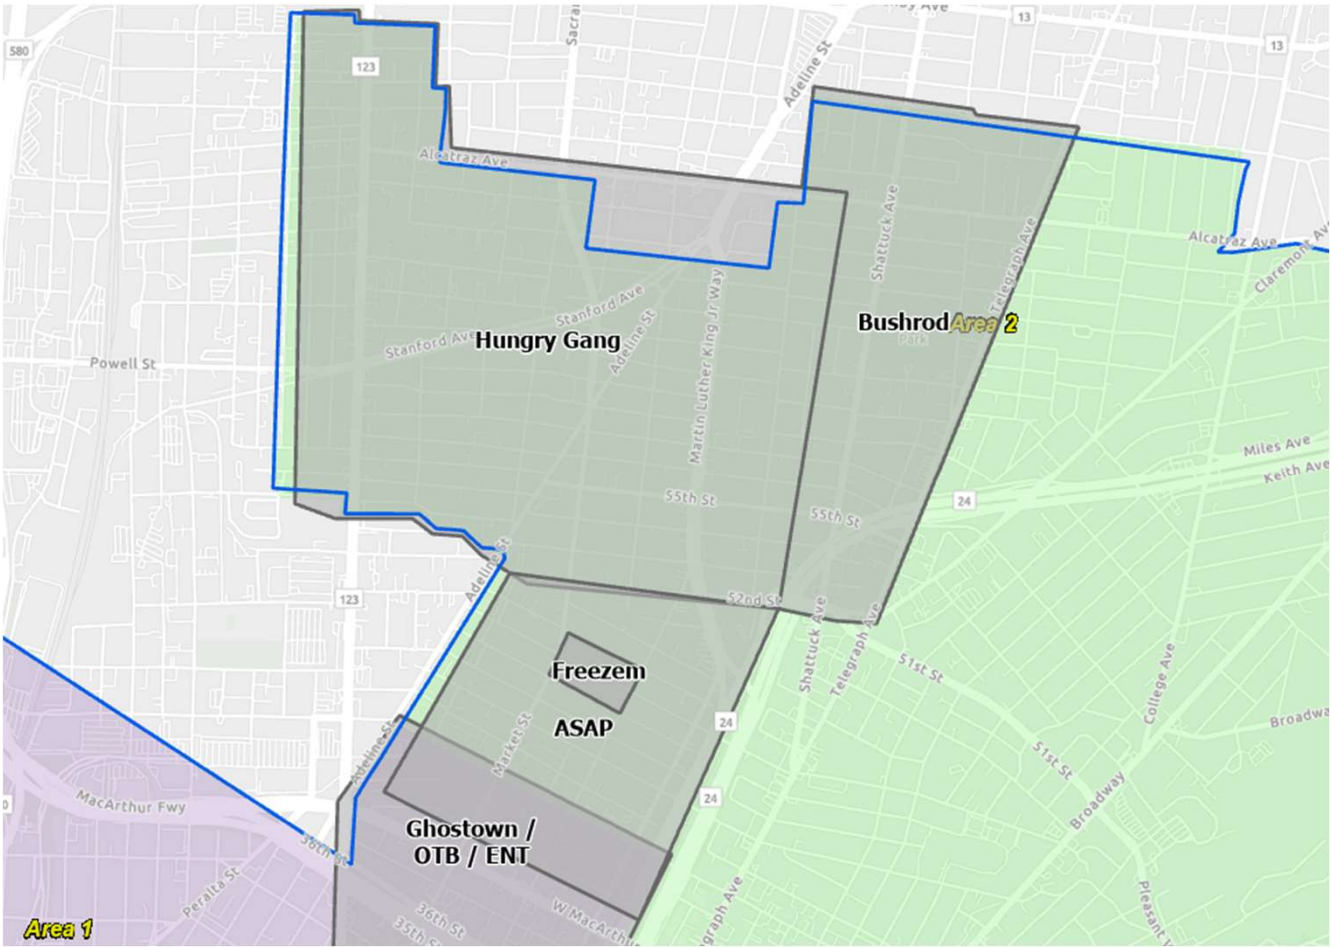 13
13
580
123
Adeline St
Alcatraz Ave
Shattuck Ave
Telegraph Ave
Alcatraz Ave
Claremont Ave
Stanford Ave
Stanford Ave
Adeline St
Hungry Gang
Bushrod
Area 2
Park
Powell St
Martin Luther King Jr Way
Miles Ave
Keith Ave
55th St
55th St
24
Adeline St
52nd St
123
Shattuck Ave
Telegraph Ave
51st St
College Ave
Freezem
ASAP
Market St
24
Broadwa
51st St
Adeline St
24
Broadway
MacArthur Fwy
Ghostown /
OTB / ENT
36th St
Peralta St
36th St
35th St
W MacArthur
graph Ave
Pleasant
Area 1